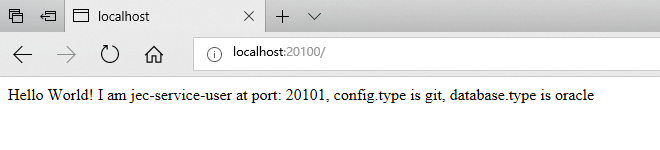 localhost
localhost:20100/
Hello World! I am jec-service-user at port: 20101, config.type is git, database.type is oracle